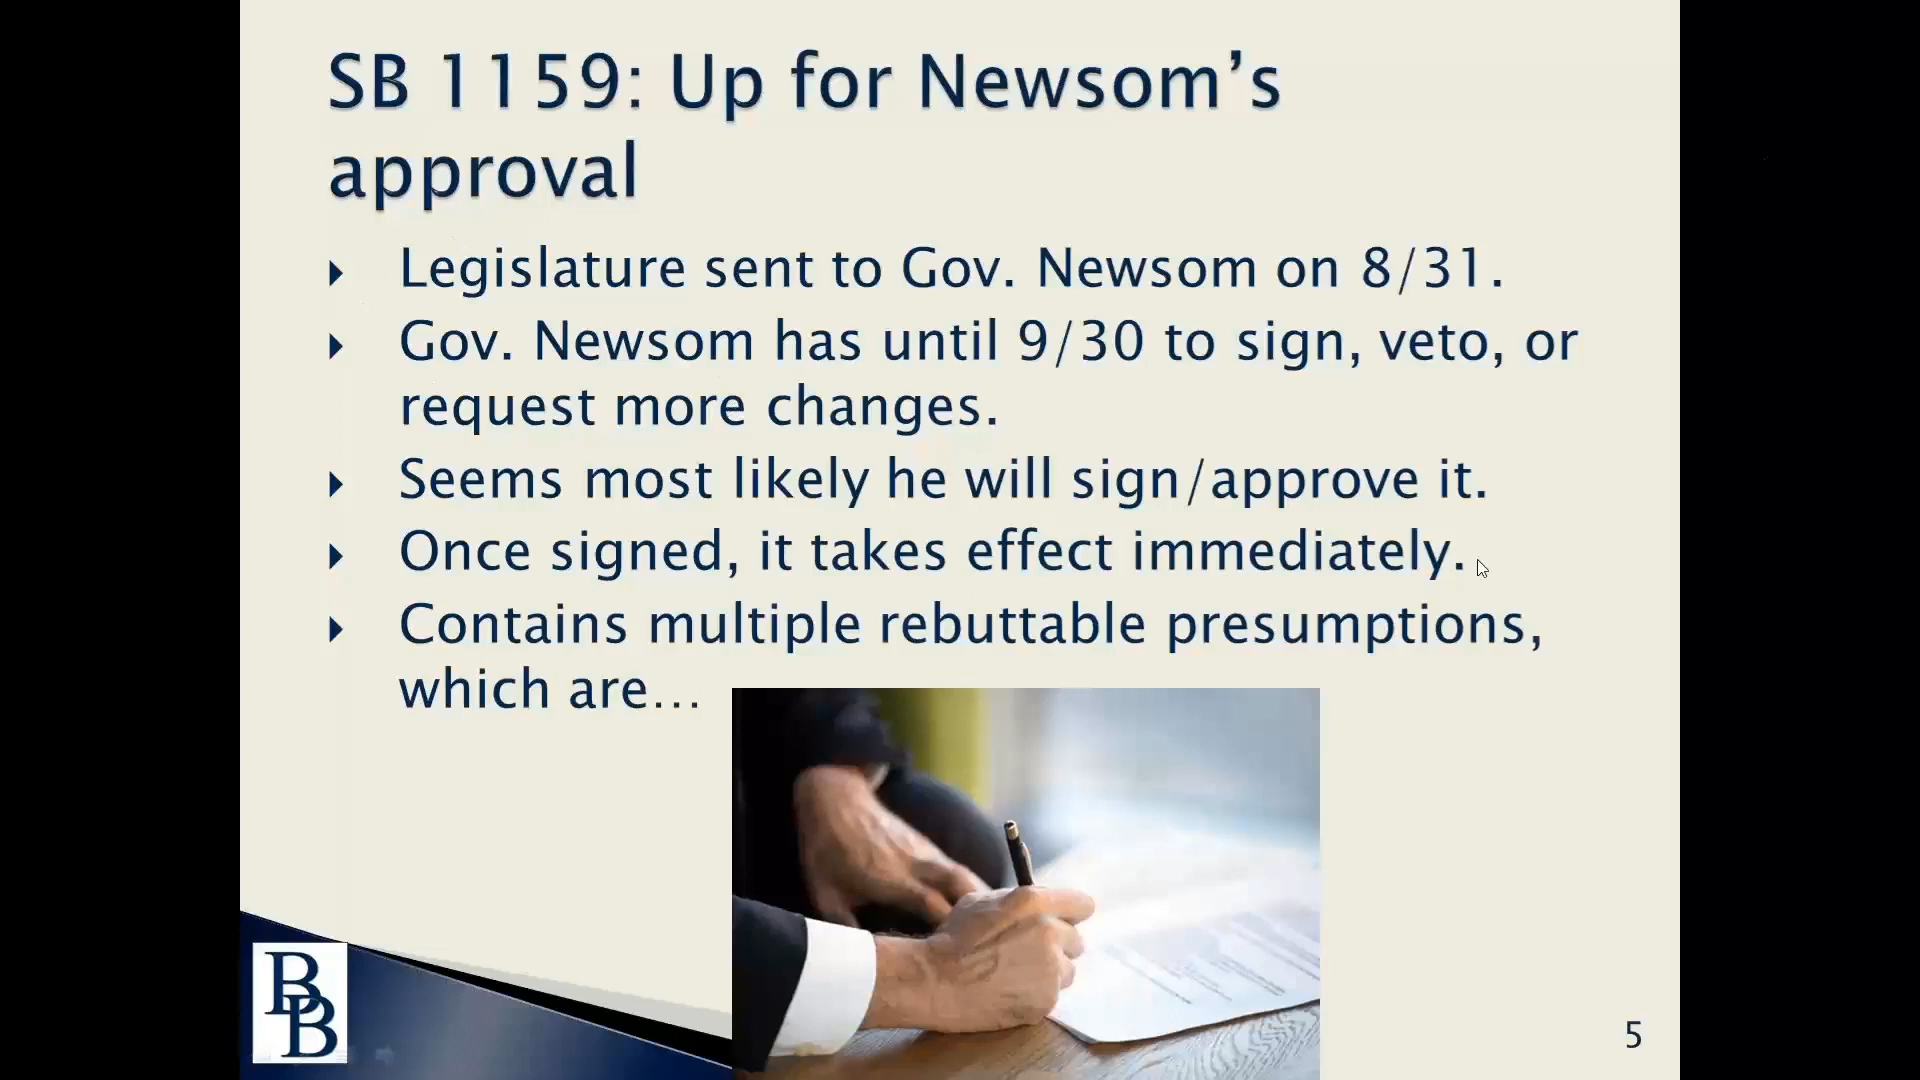 SB 1159: Up for Newsom’s
approval
Legislature sent to Gov. Newsom on 8/31.
Gov. Newsom has until 9/30 to sign, veto, or
request more changes.
Seems most likely he will sign/approve it.
Once signed, it takes effect immediately.
Contains multiple rebuttable presumptions,
which are…
BB
5